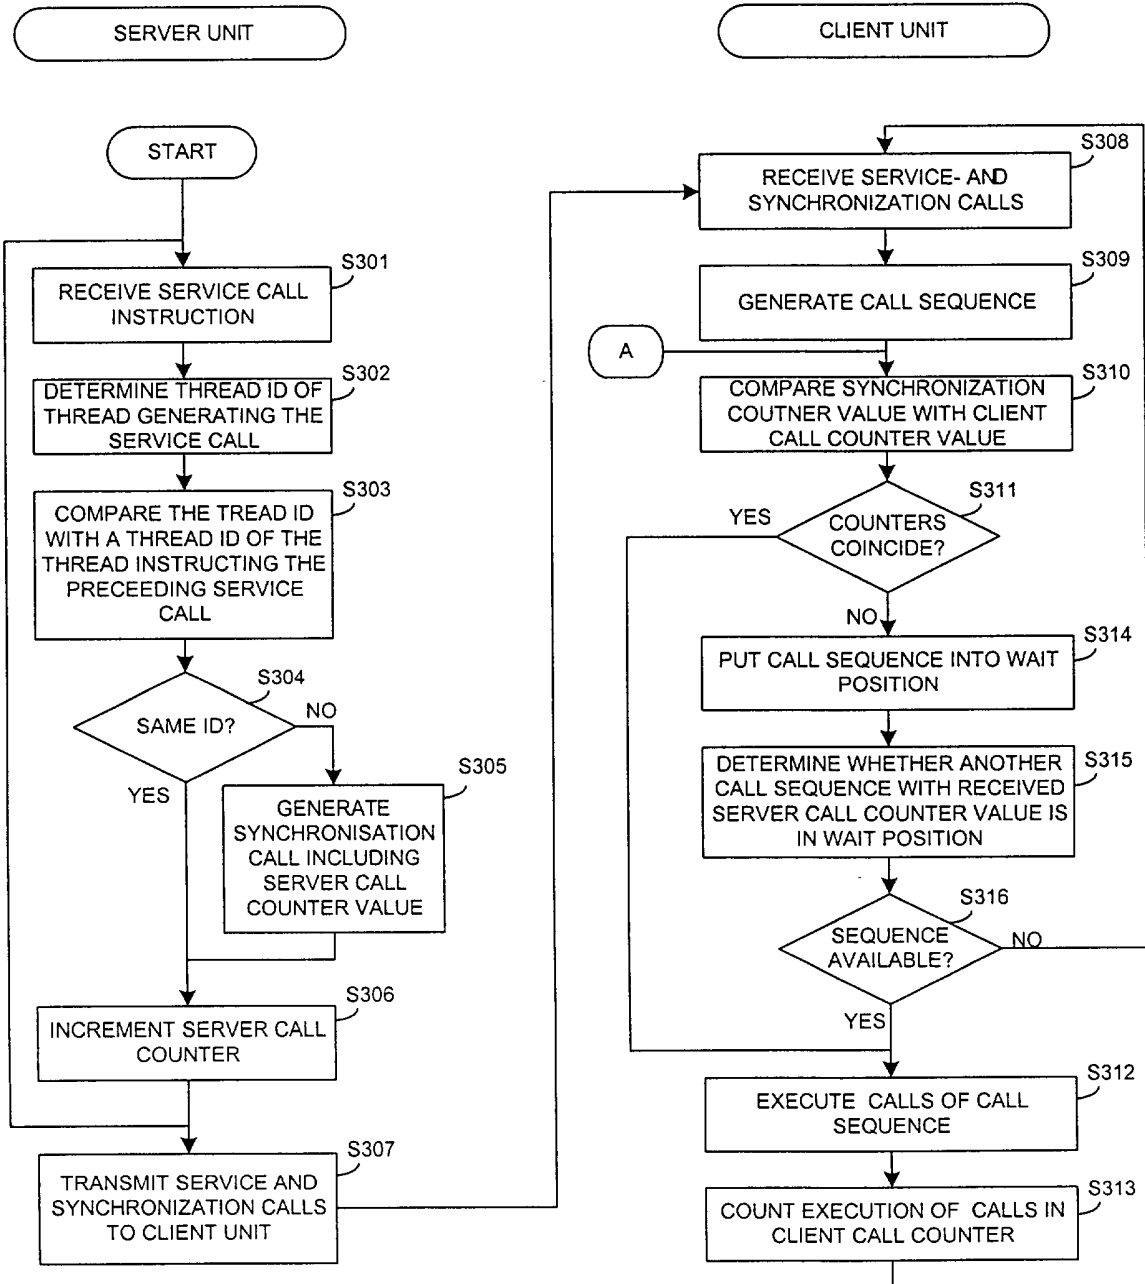 SERVER UNIT
START
S301
RECEIVE SERVICE CALL
INSTRUCTION
S302
DETERMINE THREAD ID OF
THREAD GENERATING THE
SERVICE CALL
S303
COMPARE THE TREAD ID
WITH A THREAD ID OF THE
THREAD INSTRUCTING THE
PRECEEDING SERVICE
CALL
S304
SAME ID?
NO
YES
S305
GENERATE
SYNCHRONISATION
CALL INCLUDING
SERVER CALL
COUNTER VALUE
S306
INCREMENT SERVER CALL
COUNTER
S307
TRANSMIT SERVICE AND
SYNCHRONIZATION CALLS
TO CLIENT UNIT
CLIENT UNIT
S308
RECEIVE SERVICE- AND
SYNCHRONIZATION CALLS
S309
GENERATE CALL SEQUENCE
A
S310
COMPARE SYNCHRONIZATION
COUTNER VALUE WITH CLIENT
CALL COUNTER VALUE
S311
YES
COUNTERS
COINCIDE?
NO
S314
PUT CALL SEQUENCE INTO WAIT
POSITION
S315
DETERMINE WHETHER ANOTHER
CALL SEQUENCE WITH RECEIVED
SERVER CALL COUNTER VALUE IS
IN WAIT POSITION
S316
SEQUENCE
AVAILABLE?
NO
YES
S312
EXECUTE CALLS OF CALL
SEQUENCE
S313
COUNT EXECUTION OF CALLS IN
CLIENT CALL COUNTER